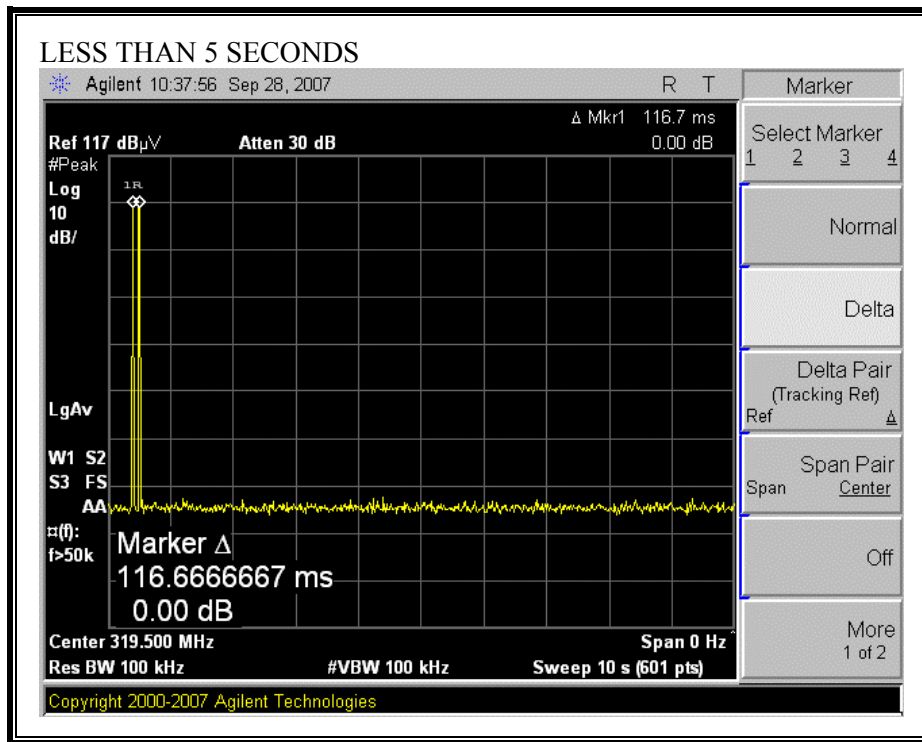 LESS THAN 5 SECONDS
Agilent 10:37:56 Sep 28, 2007 R T
Marker
Δ Mkr1 116.7 ms
Ref 117 dBµV Atten 30 dB 0.00 dB
#Peak
Log
10
dB/
1R
LgAv
W1 S2
S3 FS
AA
¤(f):
f>50k
Marker Δ
116.6666667 ms
0.00 dB
Center 319.500 MHz Span 0 Hz ^
Res BW 100 kHz #VBW 100 kHz Sweep 10 s (601 pts)
Copyright 2000-2007 Agilent Technologies
Select Marker
1 2 3 4
Normal
Delta
Delta Pair
(Tracking Ref)
Ref Δ
Span Pair
Span Center
Off
More
1 of 2